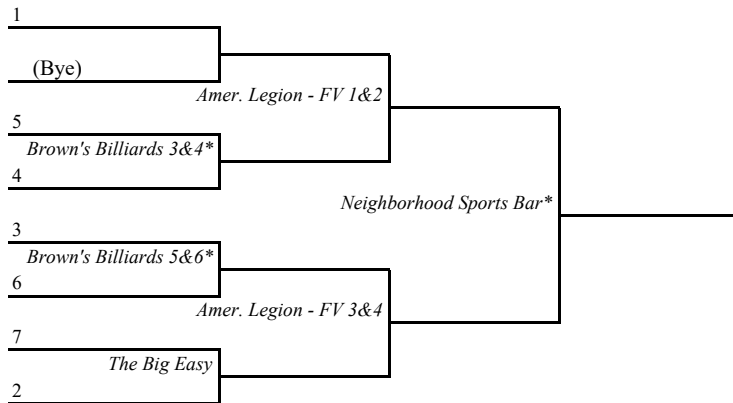 1
(Bye)
Amer. Legion - FV 1&2
5
Brown's Billiards 3&4*
4
Neighborhood Sports Bar*
3
Brown's Billiards 5&6*
6
Amer. Legion - FV 3&4
7
The Big Easy
2